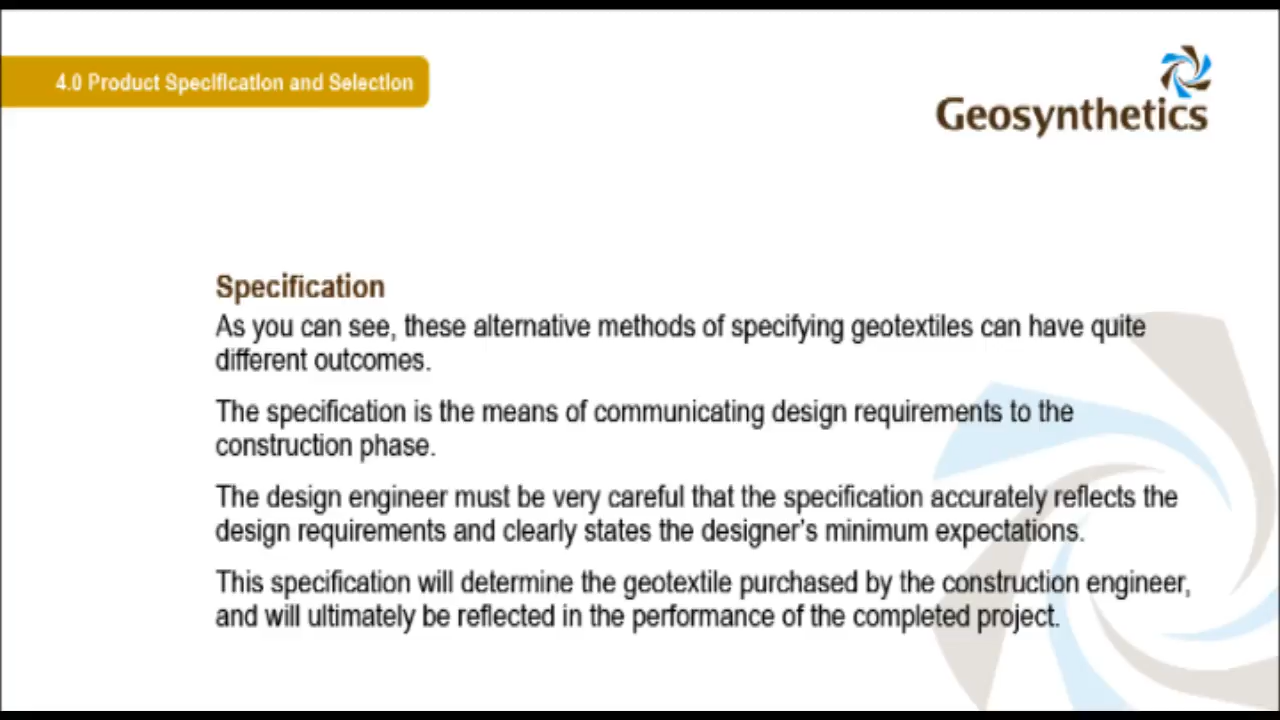 4.0 Product Specification and Selection
Geosynthetics
Specification
As you can see, these alternative methods of specifying geotextiles can have quite
different outcomes.
The specification is the means of communicating design requirements to the
construction phase.
The design engineer must be very careful that the specification accurately reflects the
design requirements and clearly states the designer's minimum expectations.
This specification will determine the geotextile purchased by the construction engineer,
and will ultimately be reflected in the performance of the completed project.